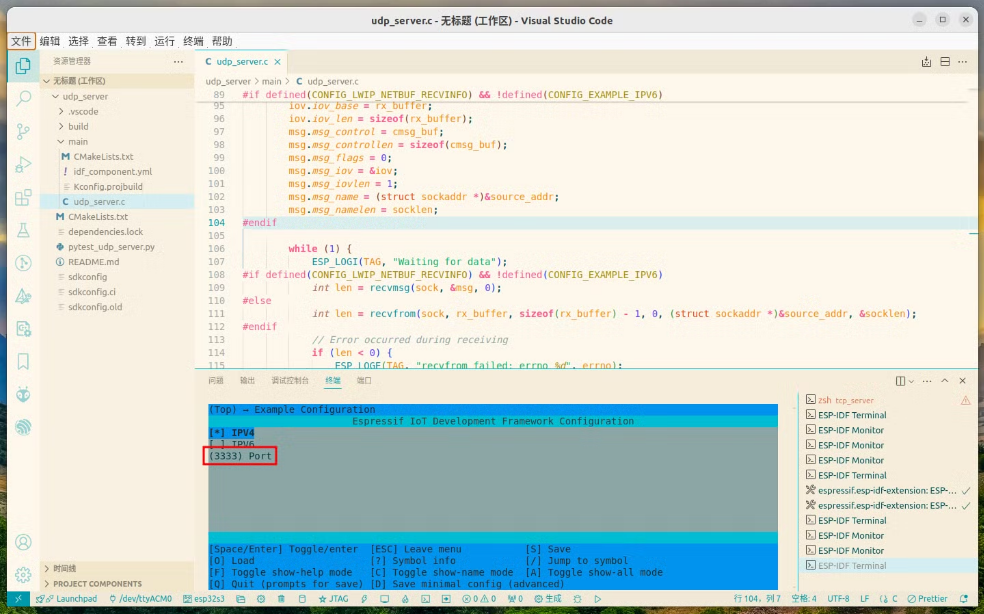 udp_server.c - 无标题 (工作区) - Visual Studio Code
文件 编辑 选择 查看 转到 运行 终端 帮助
资源管理器 ···
无标题 (工作区)
udp_server
.vscode
build
main
CMakeLists.txt
idf_component.yml
Kconfig.projbuild
udp_server.c
CMakeLists.txt
dependencies.lock
pytest_udp_server.py
README.md
sdkconfig
sdkconfig.ci
sdkconfig.old
时间线
PROJECT COMPONENTS
C udp_server.c ×
udp_server > main > C udp_server.c
89 #if defined(CONFIG_LWIP_NETBUF_RECVINFO) && !defined(CONFIG_EXAMPLE_IPV6)
95 iov.iov_base = rx_buffer;
96 iov.iov_len = sizeof(rx_buffer);
97 msg.msg_control = cmsg_buf;
98 msg.msg_controllen = sizeof(cmsg_buf);
99 msg.msg_flags = 0;
100 msg.msg_iov = &iov;
101 msg.msg_iovlen = 1;
102 msg.msg_name = (struct sockaddr *)&source_addr;
103 msg.msg_namelen = socklen;
104 #endif
105
106 while (1) {
107 ESP_LOGI(TAG, "Waiting for data");
108 #if defined(CONFIG_LWIP_NETBUF_RECVINFO) && !defined(CONFIG_EXAMPLE_IPV6)
109 int len = recvmsg(sock, &msg, 0);
110 #else
111 int len = recvfrom(sock, rx_buffer, sizeof(rx_buffer) - 1, 0, (struct sockaddr *)&source_addr, &socklen);
112 #endif
113 // Error occurred during receiving
114 if (len < 0) {
115 ESP_LOGE(TAG, "recvfrom failed: errno %d", errno);
问题 输出 调试控制台 终端 端口
(Top) → Example Configuration
Espressif IoT Development Framework Configuration
[*] IPV4
[ ] IPV6
(3333) Port
[Space/Enter] Toggle/enter [ESC] Leave menu [S] Save
[O] Load [?] Symbol info [/] Jump to symbol
[F] Toggle show-help mode [C] Toggle show-name mode [A] Toggle show-all mode
[Q] Quit (prompts for save) [D] Save minimal config (advanced)
zsh tcp_server
ESP-IDF Terminal
ESP-IDF Monitor
ESP-IDF Monitor
ESP-IDF Monitor
ESP-IDF Terminal
espressif.esp-idf-extension: ESP-...
espressif.esp-idf-extension: ESP-...
ESP-IDF Terminal
ESP-IDF Monitor
ESP-IDF Monitor
ESP-IDF Terminal
Launchpad /dev/ttyACM0 esp32s3 JTAG 0 0 0 生成 行 104，列 7 空格: 4 UTF-8 LF C Prettier